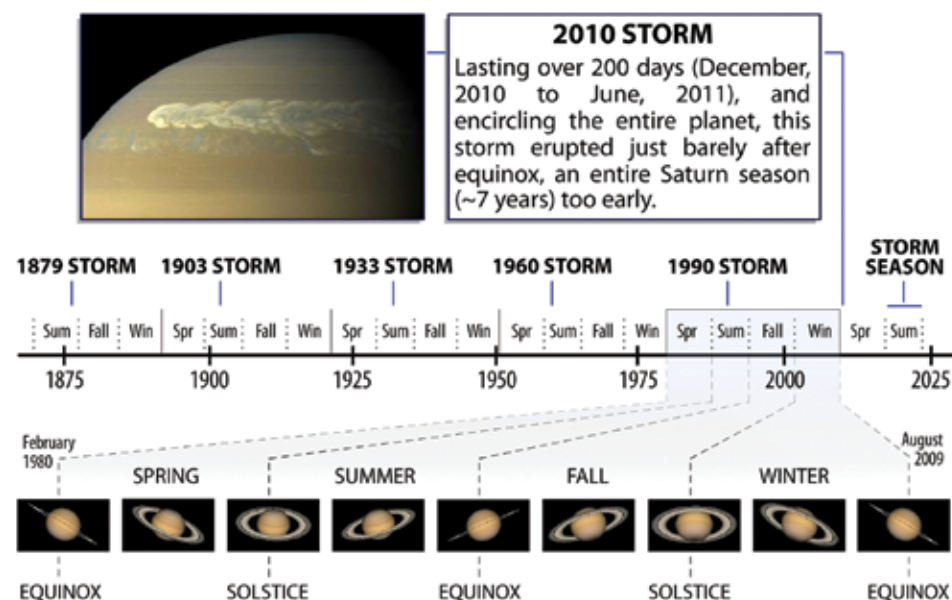 2010 STORM
Lasting over 200 days (December,
2010 to June, 2011), and
encircling the entire planet, this
storm erupted just barely after
equinox, an entire Saturn season
(~7 years) too early.
1879 STORM 1903 STORM 1933 STORM 1960 STORM 1990 STORM STORM
SEASON
Sum Fall Win Spr Sum Fall Win Spr Sum Fall Win Spr Sum Fall Win Spr Sum Fall Win Spr Sum
1875 1900 1925 1950 1975 2000 2025
February
1980
August
2009
SPRING SUMMER FALL WINTER
EQUINOX SOLSTICE EQUINOX SOLSTICE EQUINOX